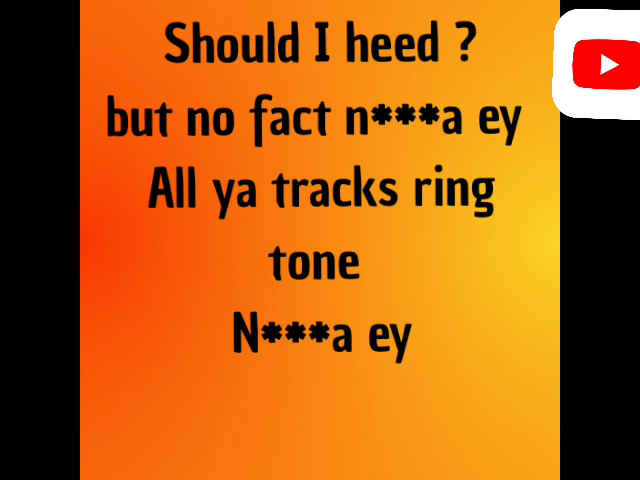 Should I heed ?
but no fact n***a ey
All ya tracks ring
tone
N***a ey